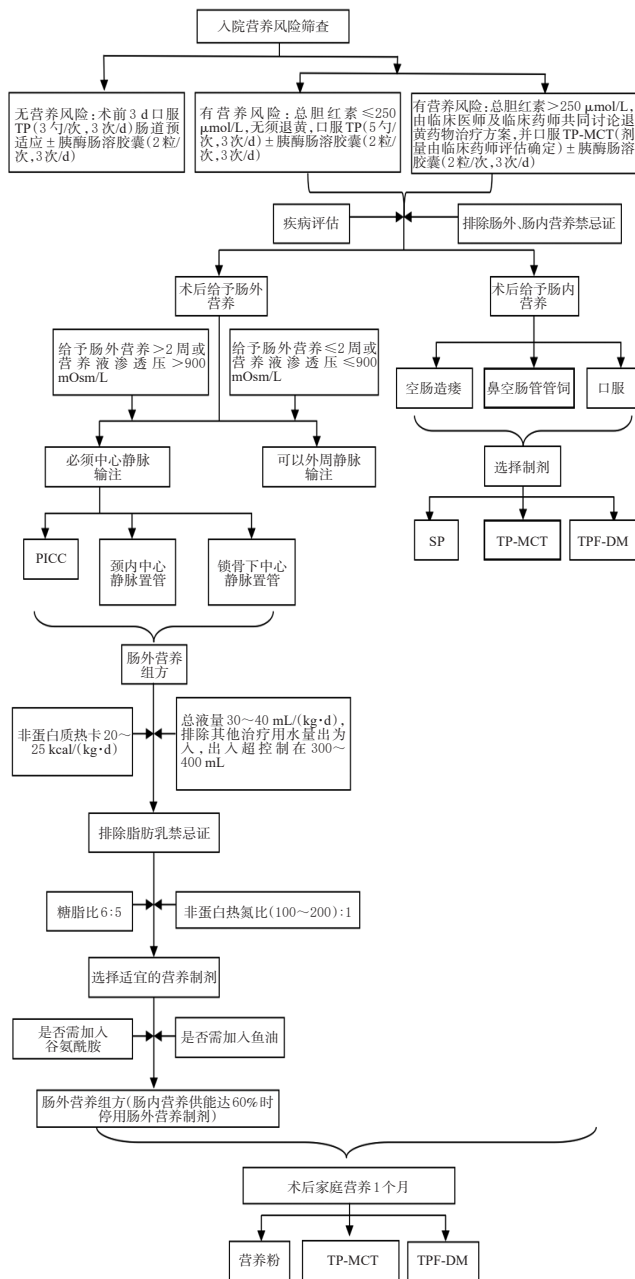 入院营养风险筛查
无营养风险:术前3 d口服
TP(3勺/次,3次/d)肠道预
适应±胰酶肠溶胶囊(2粒/
次,3次/d)
有营养风险:总胆红素≤250
μmol/L,无须退黄,口服TP(5勺/
次,3次/d)±胰酶肠溶胶囊(2粒/
次,3次/d)
有营养风险:总胆红素>250 μmol/L,
由临床医师及临床药师共同讨论退
黄药物治疗方案,并口服TP-MCT(剂
量由临床药师评估确定)±胰酶肠溶
胶囊(2粒/次,3次/d)
疾病评估
排除肠外、肠内营养禁忌证
术后给予肠外
营养
术后给予肠内
营养
给予肠外营养>2周或
营养液渗透压>900
mOsm/L
给予肠外营养≤2周或
营养液渗透压≤900
mOsm/L
空肠造瘘
鼻空肠管管饲
口服
必须中心静脉
输注
可以外周静脉
输注
选择制剂
SP
TP-MCT
TPF-DM
PICC
颈内中心
静脉置管
锁骨下中心
静脉置管
肠外营养
组方
非蛋白质热卡20～
25 kcal/(kg·d)
总液量30～40 mL/(kg·d),
排除其他治疗用水量出为
入,出入超控制在300～
400 mL
排除脂肪乳禁忌证
糖脂比6:5
非蛋白热氮比(100～200):1
选择适宜的营养制剂
是否需加入
谷氨酰胺
是否需加入鱼油
肠外营养组方(肠内营养供能达60%时
停用肠外营养制剂)
术后家庭营养1个月
营养粉
TP-MCT
TPF-DM